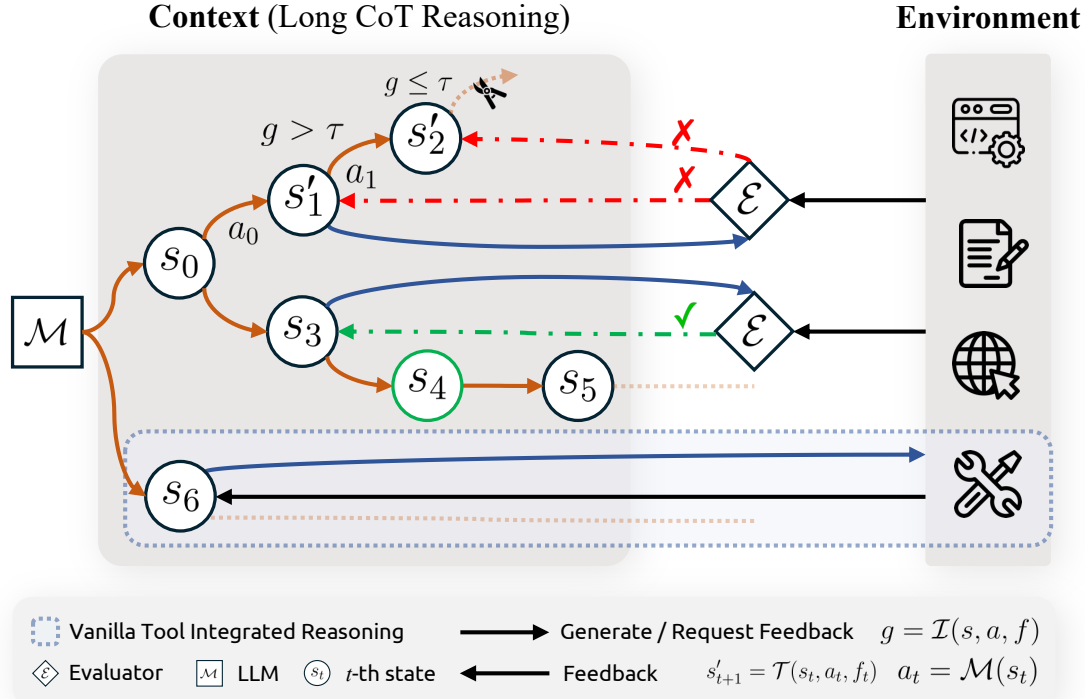 Context (Long CoT Reasoning)
Environment
g ≤ τ
g > τ
s′₂
✗
</>
a₁
✗
s′₁
ℰ
a₀
s₀
ℳ
s₃
✓
ℰ
s₄
s₅
s₆
Vanilla Tool Integrated Reasoning
Generate / Request Feedback
g = ℐ(s, a, f)
ℰ Evaluator
ℳ LLM
sₜ t-th state
Feedback
s′ₜ₊₁ = 𝒯(sₜ, aₜ, fₜ)
aₜ = ℳ(sₜ)